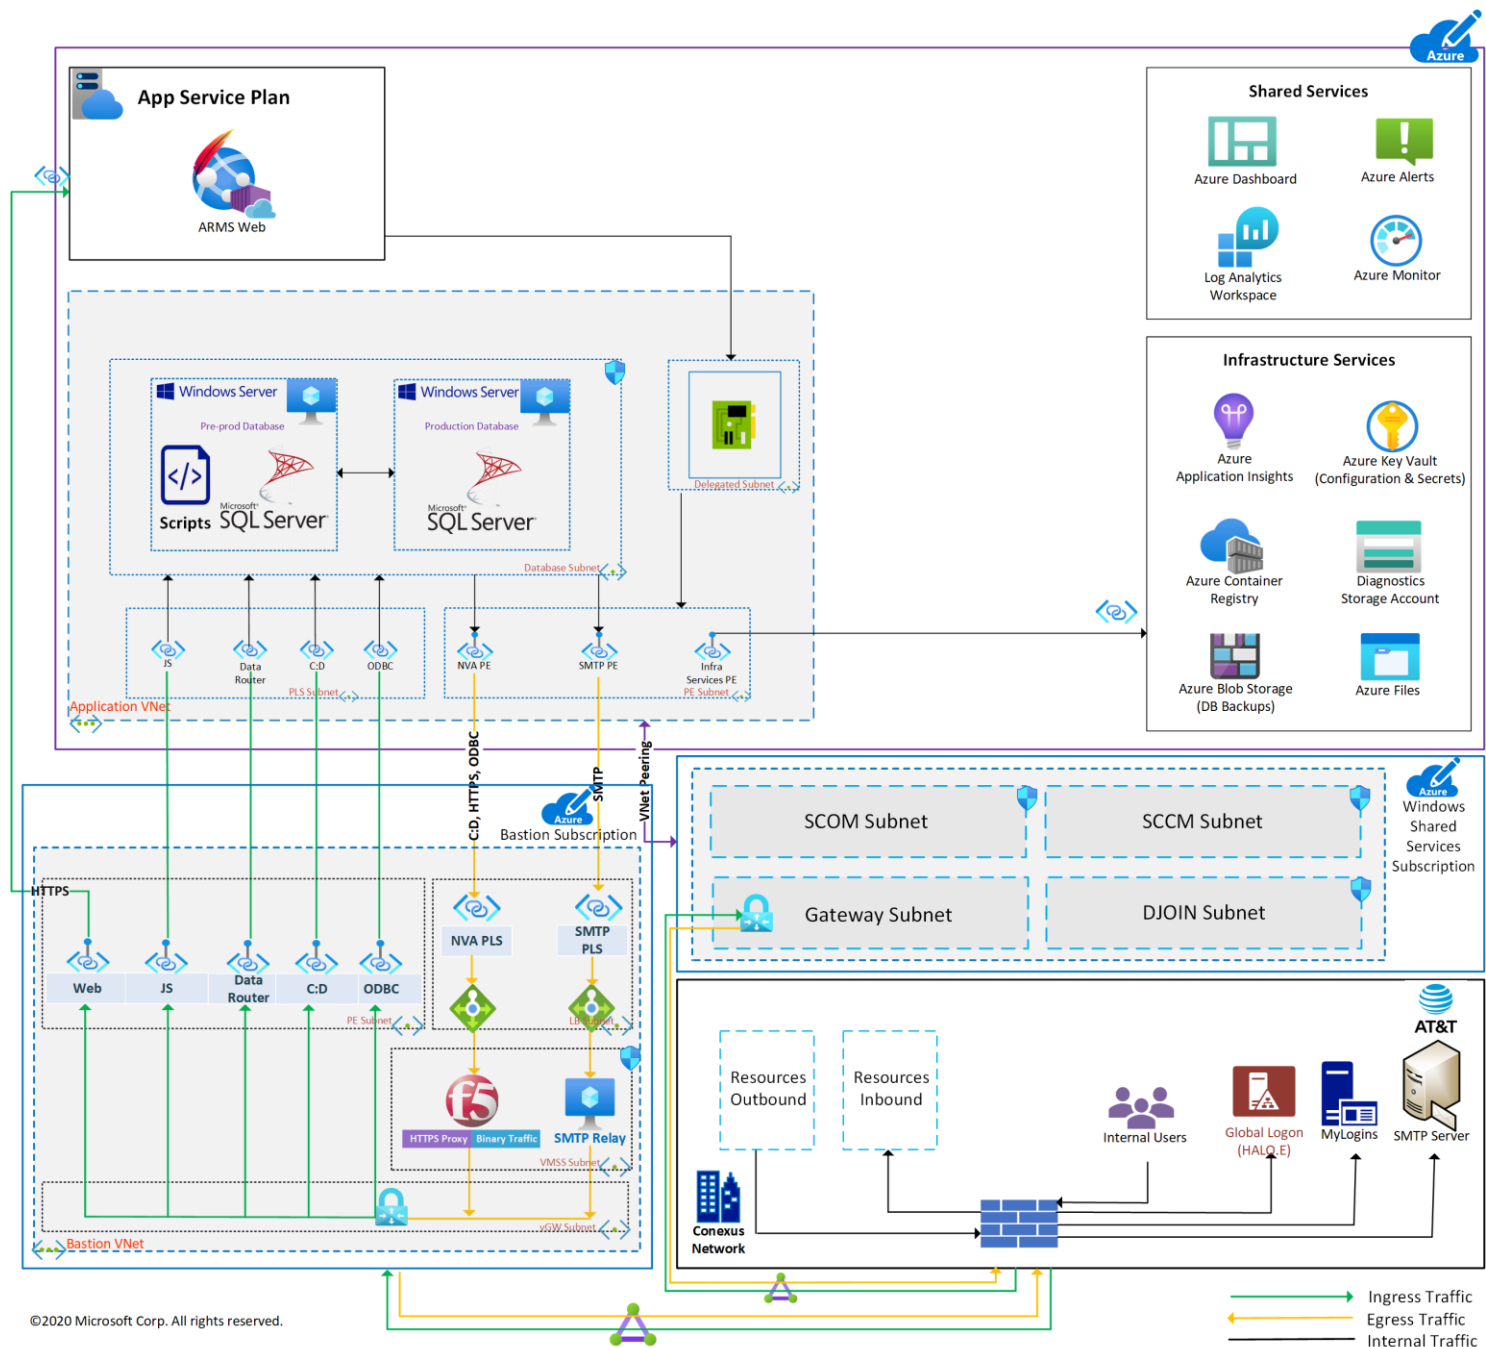 Azure
App Service Plan
ARMS Web
Shared Services
Azure Dashboard
Azure Alerts
Log Analytics
Workspace
Azure Monitor
Infrastructure Services
Azure
Application Insights
Azure Key Vault
(Configuration & Secrets)
Azure Container
Registry
Diagnostics
Storage Account
Azure Blob Storage
(DB Backups)
Azure Files
Windows Server
Pre-prod Database
Scripts
Microsoft
SQL Server
Windows Server
Production Database
Microsoft
SQL Server
Database Subnet
Delegated Subnet
JS
Data
Router
C:D
ODBC
PLS Subnet
NVA PE
SMTP PE
Infra
Services PE
PE Subnet
Application VNet
C:D, HTTPS, ODBC
SMTP
VNet Peering
HTTPS
Azure
Bastion Subscription
Web
JS
Data
Router
C:D
ODBC
PE Subnet
NVA PLS
SMTP
PLS
LB Subnet
f5
HTTPS Proxy
Binary Traffic
SMTP Relay
VMSS Subnet
vGW Subnet
Bastion VNet
SCOM Subnet
SCCM Subnet
Gateway Subnet
DJOIN Subnet
Azure
Windows
Shared
Services
Subscription
AT&T
Resources
Outbound
Resources
Inbound
Internal Users
Global Logon
(HALO.E)
MyLogins
SMTP Server
Conexus
Network
©2020 Microsoft Corp. All rights reserved.
Ingress Traffic
Egress Traffic
Internal Traffic